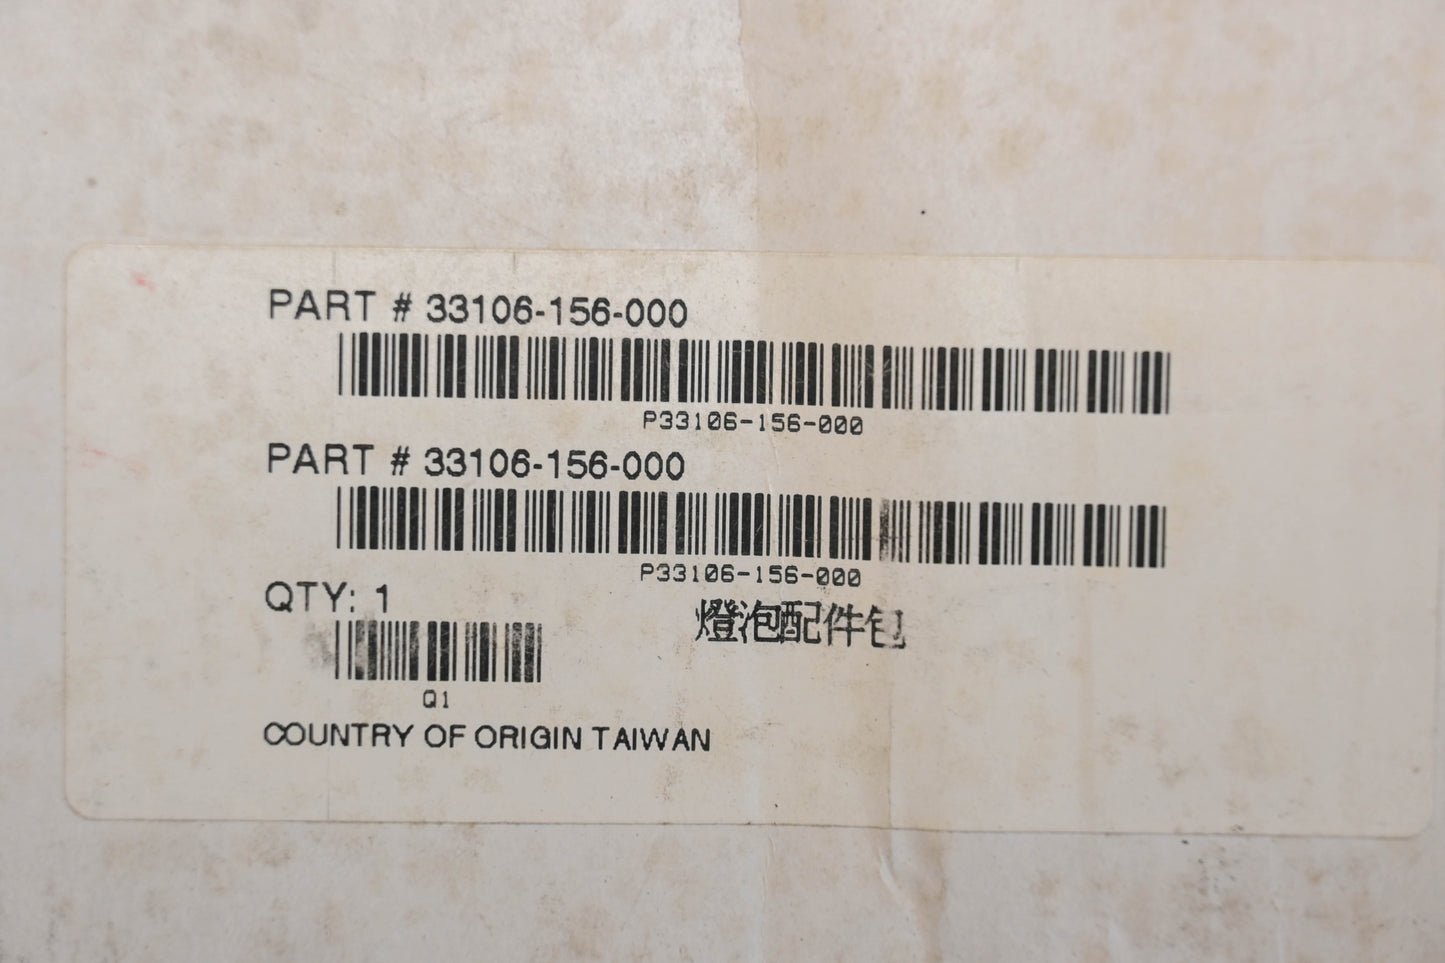 PART # 33106-156-000
P33106-156-000
PART # 33106-156-000
P33106-156-000
QTY: 1
燈泡配件包
Q1
COUNTRY OF ORIGIN TAIWAN